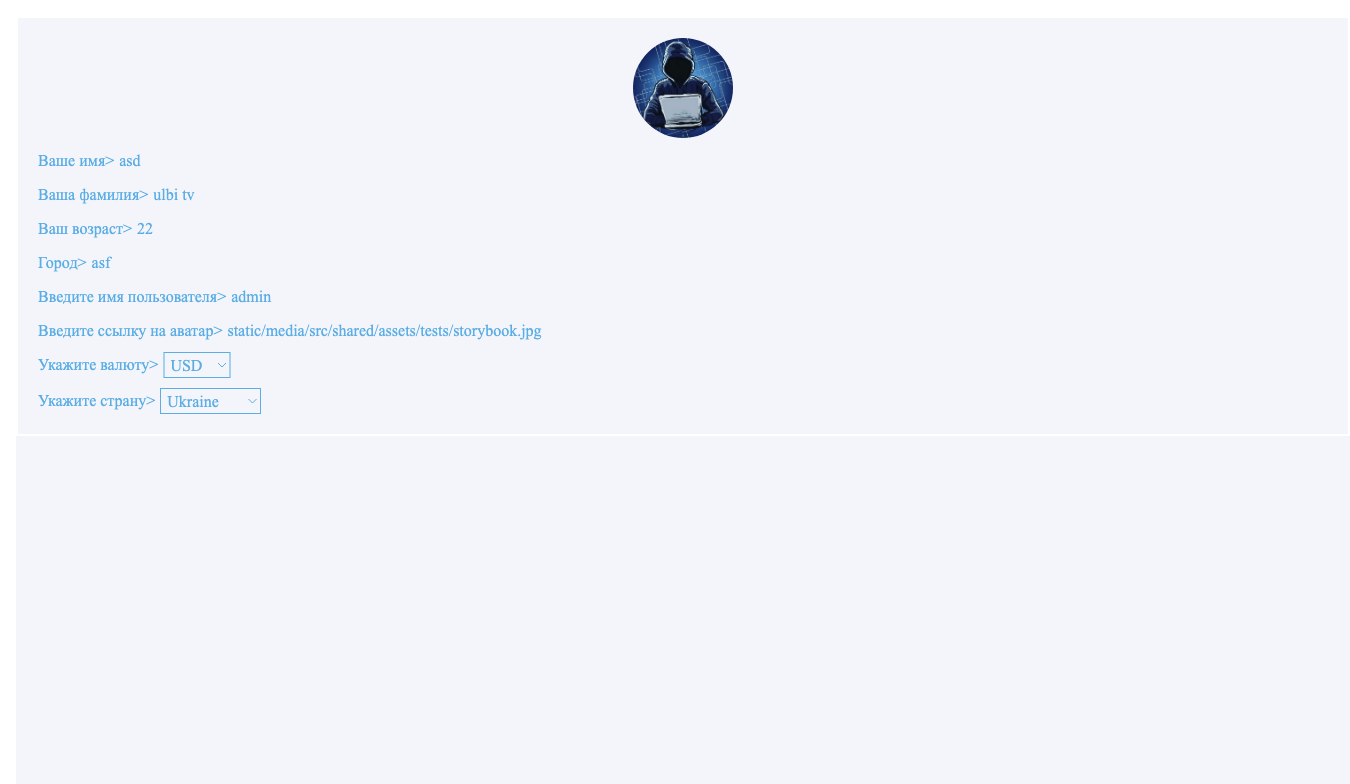 Ваше имя> asd
Ваша фамилия> ulbi tv
Ваш возраст> 22
Город> asf
Введите имя пользователя> admin
Введите ссылку на аватар> static/media/src/shared/assets/tests/storybook.jpg
Укажите валюту> USD
Укажите страну> Ukraine